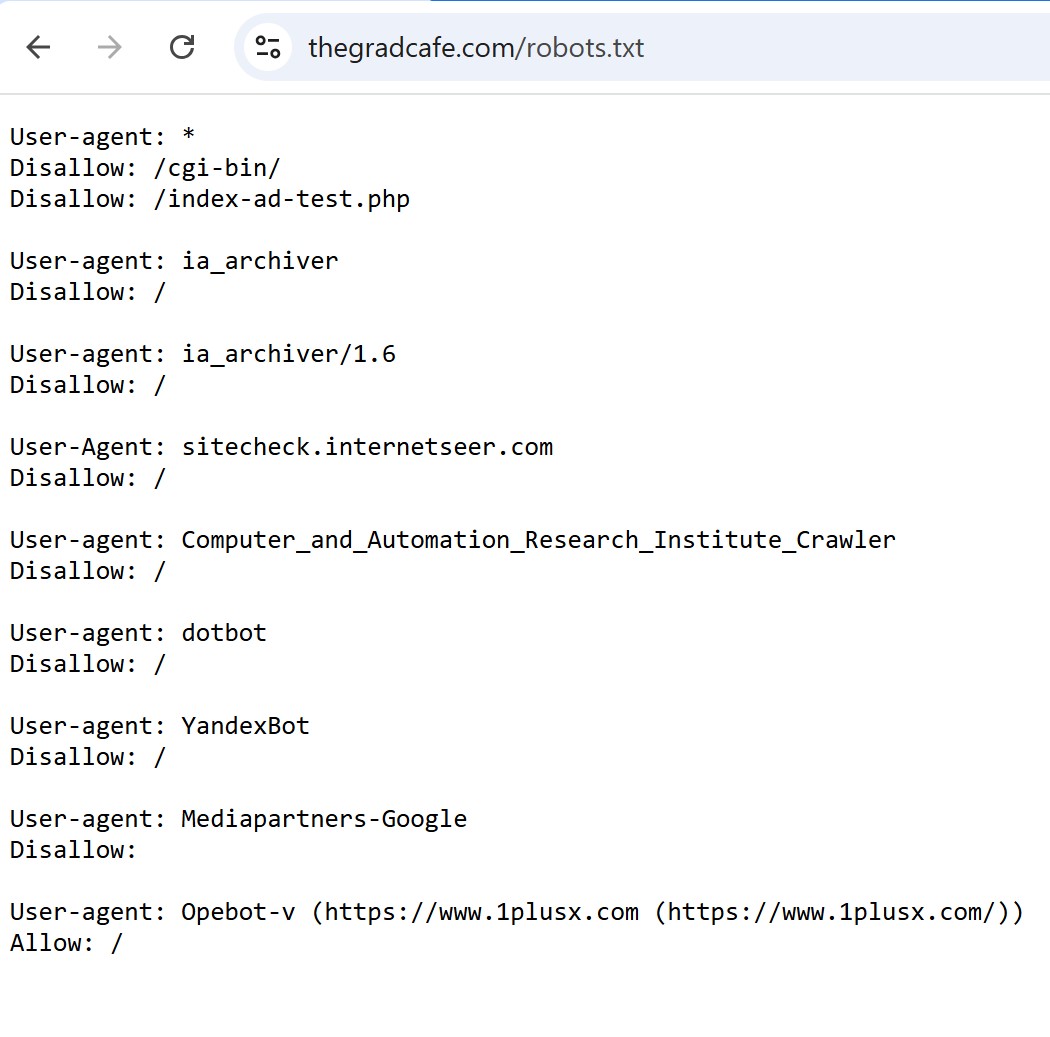 thegradcafe.com/robots.txt
User-agent: *
Disallow: /cgi-bin/
Disallow: /index-ad-test.php
User-agent: ia_archiver
Disallow: /
User-agent: ia_archiver/1.6
Disallow: /
User-Agent: sitecheck.internetseer.com
Disallow: /
User-agent: Computer_and_Automation_Research_Institute_Crawler
Disallow: /
User-agent: dotbot
Disallow: /
User-agent: YandexBot
Disallow: /
User-agent: Mediapartners-Google
Disallow:
User-agent: Opebot-v (https://www.1plusx.com (https://www.1plusx.com/))
Allow: /